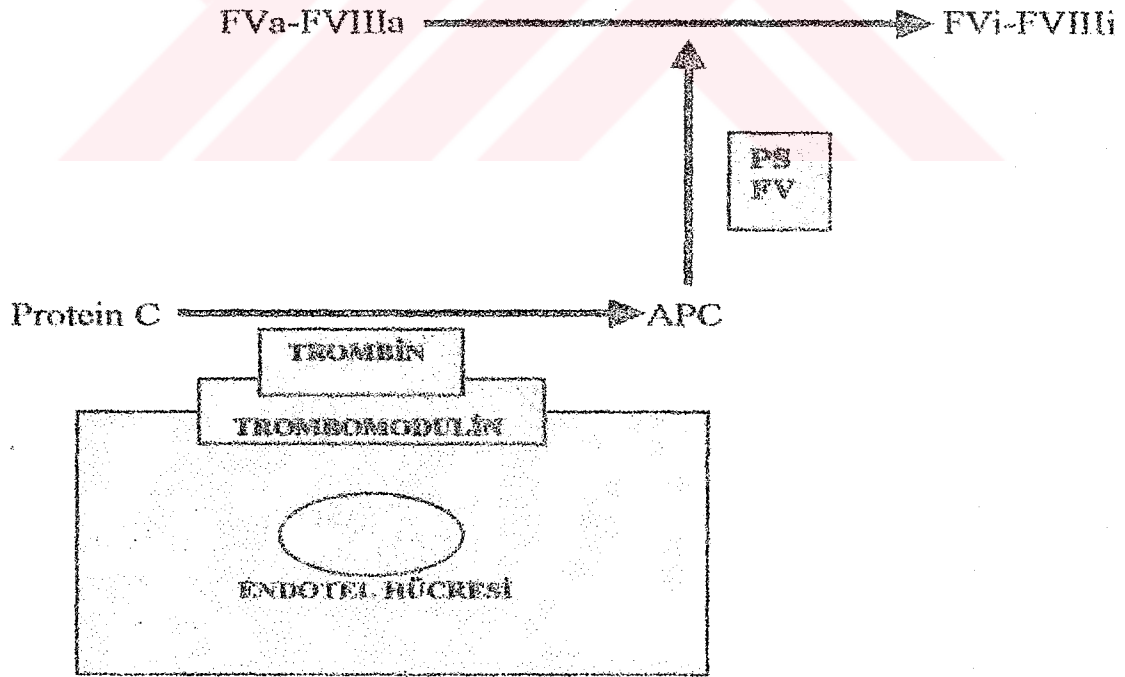 FVa-FVIIIa FVi-FVIIIi
PS
FV
Protein C APC
TROMBİN
TROMBOMODULİN
ENDOTEL HÜCRESİ